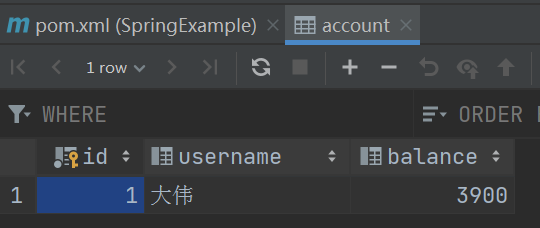 pom.xml (SpringExample)
account
1 row
WHERE
ORDER
id username balance
1 1 大伟 3900